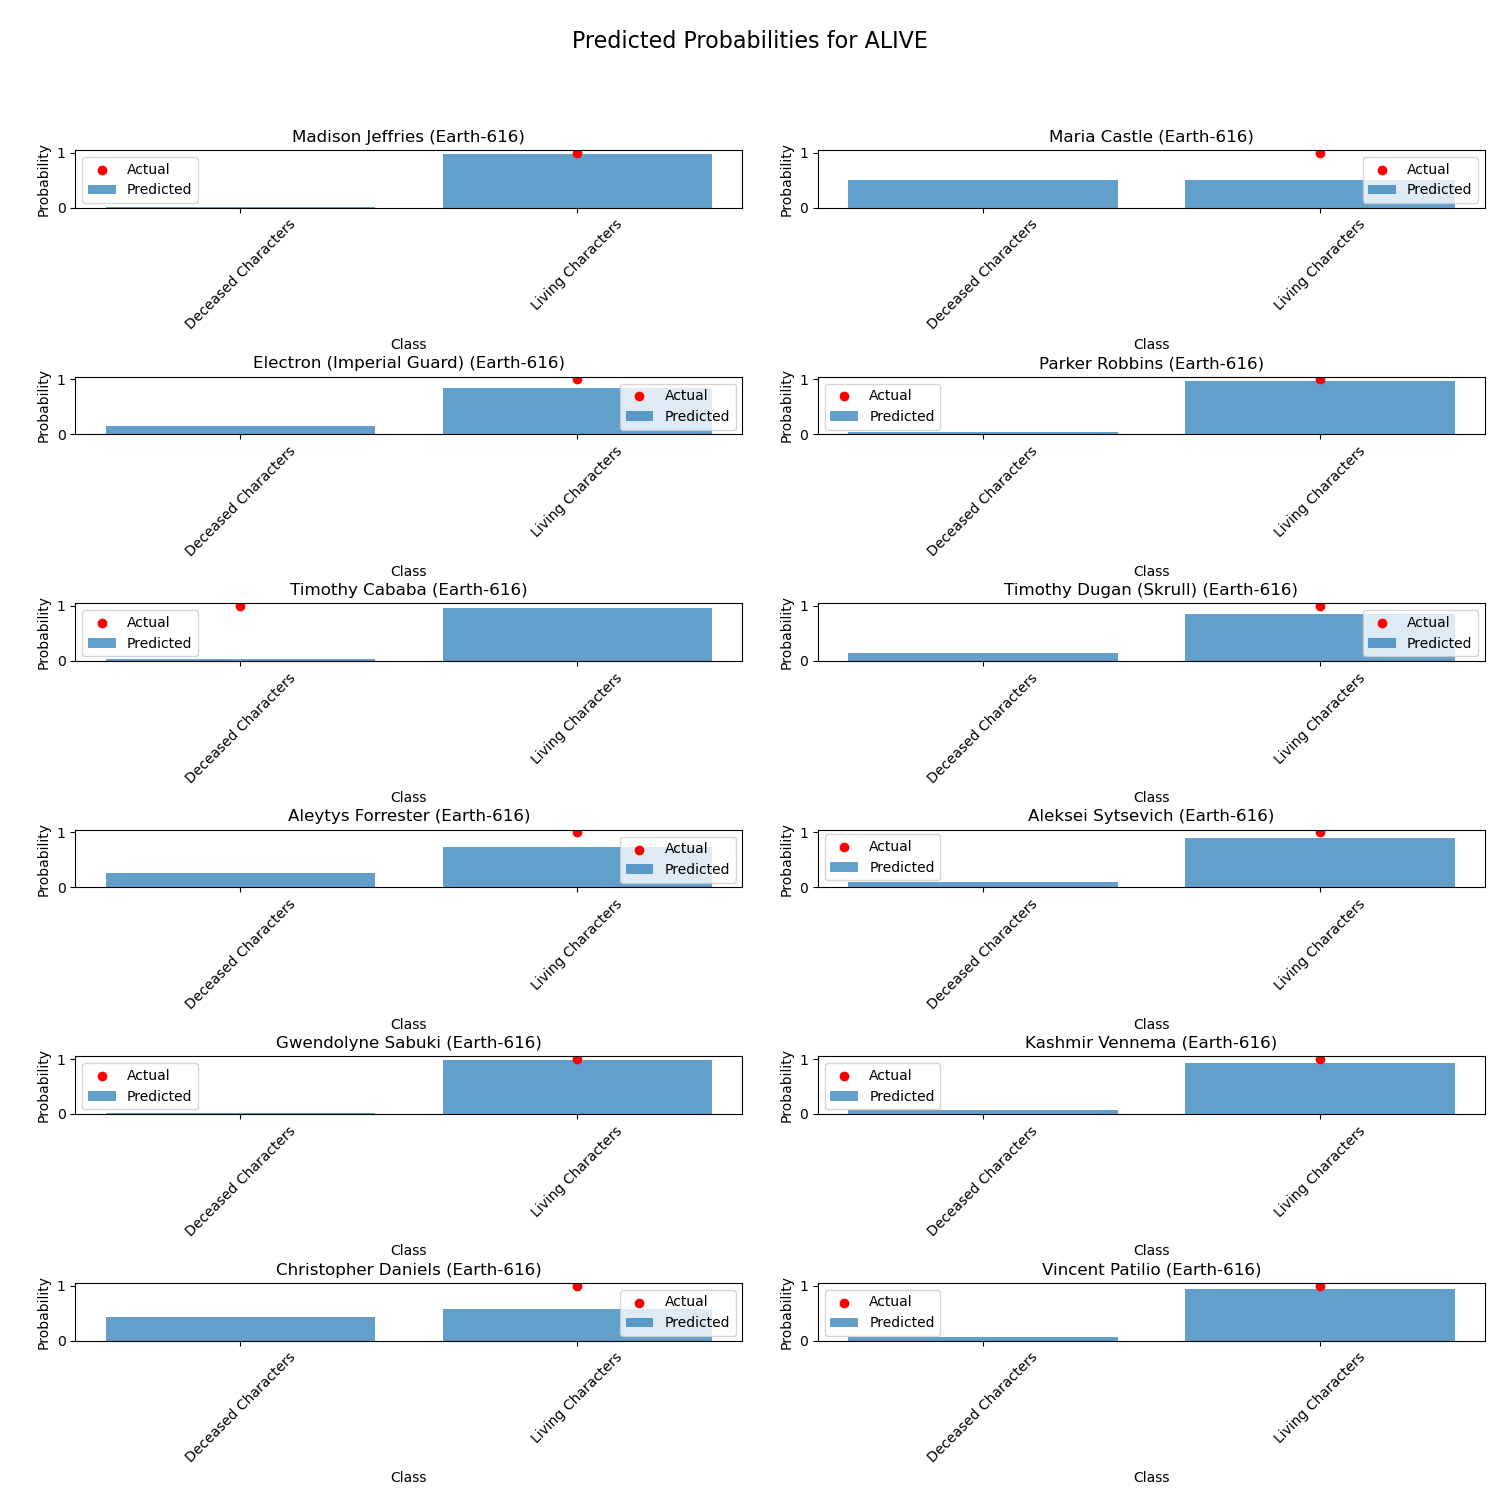 Predicted Probabilities for ALIVE
Madison Jeffries (Earth-616)
Probability
1
0
Actual
Predicted
Deceased Characters
Living Characters
Class
Maria Castle (Earth-616)
Probability
1
0
Actual
Predicted
Deceased Characters
Living Characters
Class
Electron (Imperial Guard) (Earth-616)
Probability
1
0
Actual
Predicted
Deceased Characters
Living Characters
Class
Parker Robbins (Earth-616)
Probability
1
0
Actual
Predicted
Deceased Characters
Living Characters
Class
Timothy Cababa (Earth-616)
Probability
1
0
Actual
Predicted
Deceased Characters
Living Characters
Class
Timothy Dugan (Skrull) (Earth-616)
Probability
1
0
Actual
Predicted
Deceased Characters
Living Characters
Class
Aleytys Forrester (Earth-616)
Probability
1
0
Actual
Predicted
Deceased Characters
Living Characters
Class
Aleksei Sytsevich (Earth-616)
Probability
1
0
Actual
Predicted
Deceased Characters
Living Characters
Class
Gwendolyne Sabuki (Earth-616)
Probability
1
0
Actual
Predicted
Deceased Characters
Living Characters
Class
Kashmir Vennema (Earth-616)
Probability
1
0
Actual
Predicted
Deceased Characters
Living Characters
Class
Christopher Daniels (Earth-616)
Probability
1
0
Actual
Predicted
Deceased Characters
Living Characters
Class
Vincent Patilio (Earth-616)
Probability
1
0
Actual
Predicted
Deceased Characters
Living Characters
Class